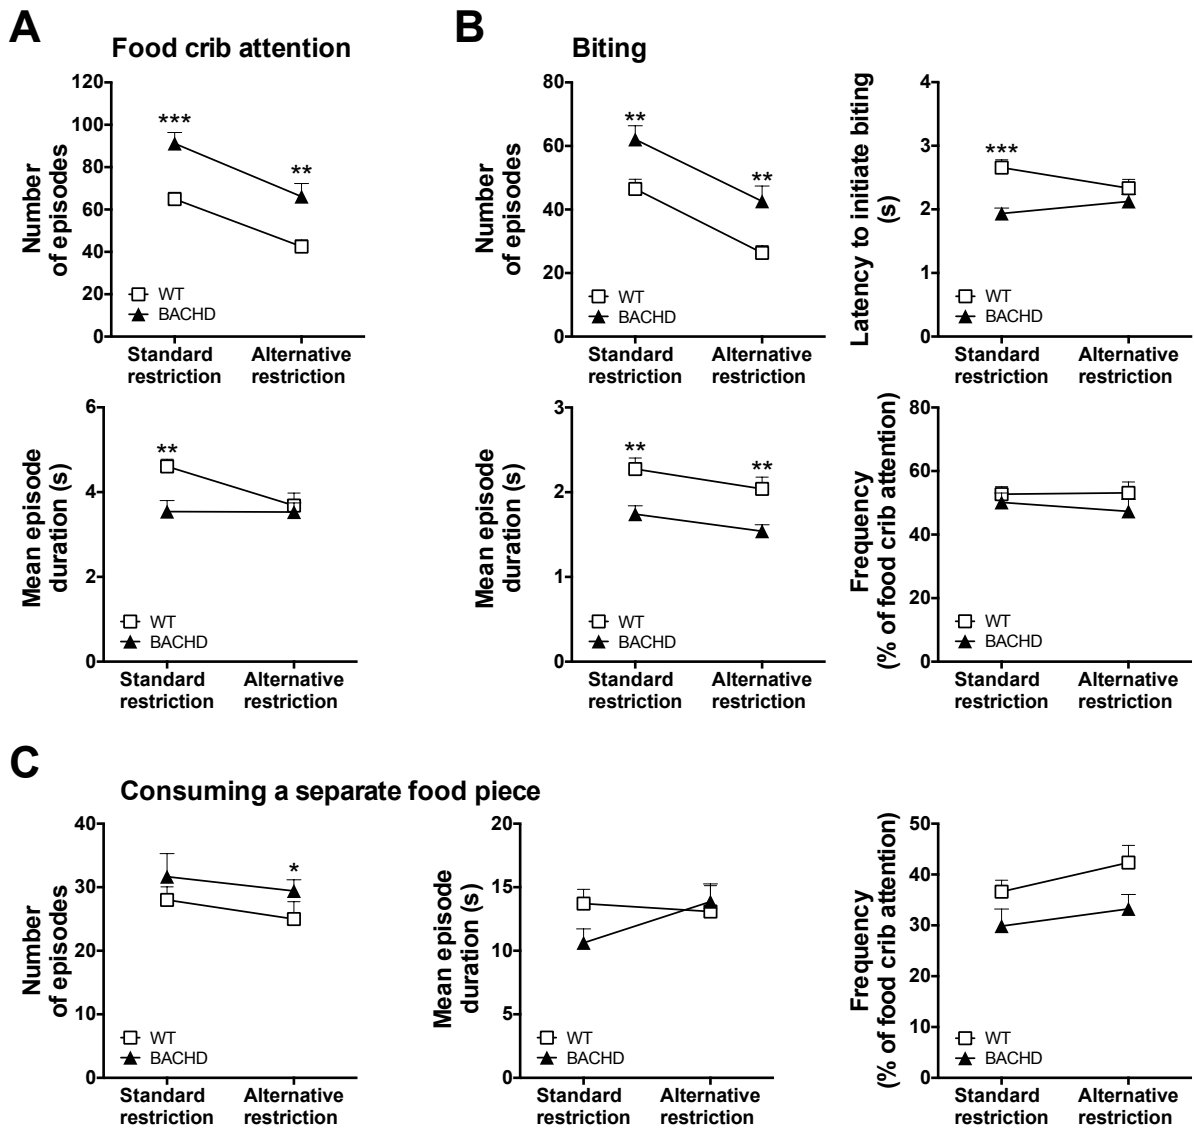 A
Food crib attention
Number
of episodes
120
100
80
60
40
20
0
***
**
WT
BACHD
Standard
restriction
Alternative
restriction
Mean episode
duration (s)
6
4
2
0
**
WT
BACHD
Standard
restriction
Alternative
restriction
B
Biting
Number
of episodes
80
60
40
20
0
**
**
WT
BACHD
Standard
restriction
Alternative
restriction
Latency to initiate biting
(s)
4
3
2
1
0
***
WT
BACHD
Standard
restriction
Alternative
restriction
Mean episode
duration (s)
3
2
1
0
**
**
WT
BACHD
Standard
restriction
Alternative
restriction
Frequency
(% of food crib attention)
80
60
40
20
0
WT
BACHD
Standard
restriction
Alternative
restriction
C
Consuming a separate food piece
Number
of episodes
40
30
20
10
0
*
WT
BACHD
Standard
restriction
Alternative
restriction
Mean episode
duration (s)
20
15
10
5
0
WT
BACHD
Standard
restriction
Alternative
restriction
Frequency
(% of food crib attention)
50
40
30
20
10
0
WT
BACHD
Standard
restriction
Alternative
restriction